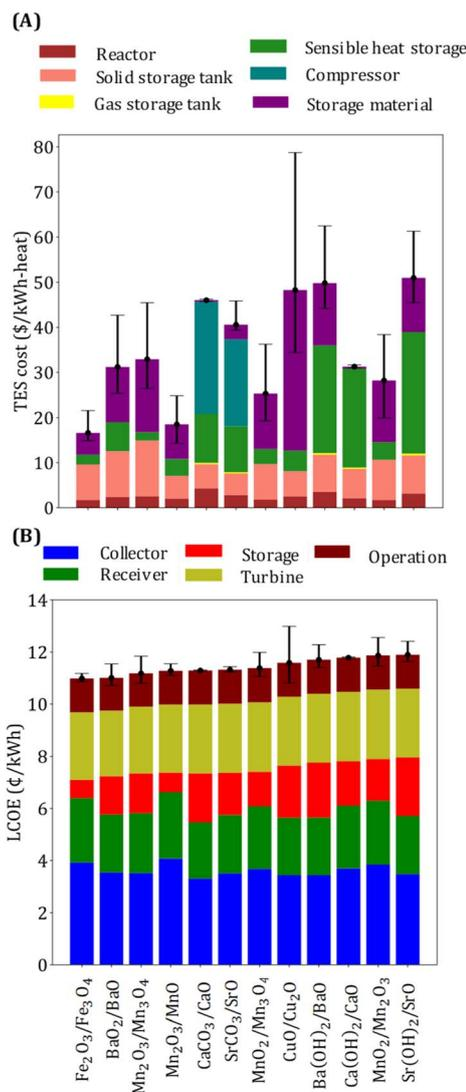 (A)
Reactor
Sensible heat storage
Solid storage tank
Compressor
Gas storage tank
Storage material
TES cost ($/kWh-heat)
80
70
60
50
40
30
20
10
0
(B)
Collector
Storage
Operation
Receiver
Turbine
LCOE (¢/kWh)
14
12
10
8
6
4
2
0
Fe₂O₃/Fe₃O₄
BaO₂/BaO
Mn₂O₃/Mn₃O₄
Mn₂O₃/MnO
CaCO₃/CaO
SrCO₃/SrO
MnO₂/Mn₃O₄
CuO/Cu₂O
Ba(OH)₂/BaO
Ca(OH)₂/CaO
MnO₂/Mn₂O₃
Sr(OH)₂/SrO